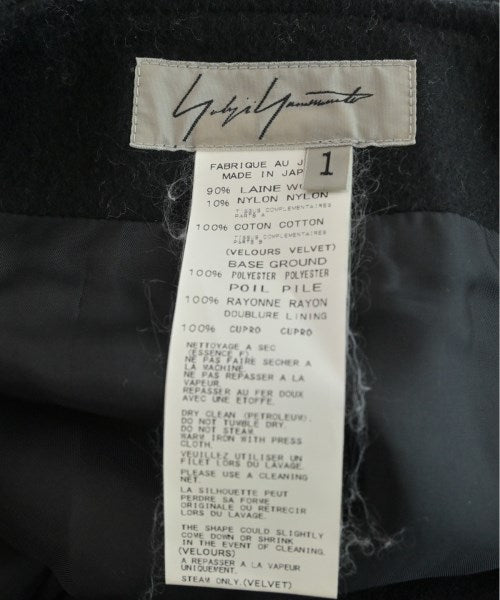 Yohji Yamamoto
1
FABRIQUE AU J
MADE IN JAP
90% LAINE WO
10% NYLON NYLON
TISSUS COMPLEMENTAIRES
PARTS A
100% COTON COTTON
TISSUS COMPLEMENTAIRES
PARTS B
(VELOURS VELVET)
BASE GROUND
100% POLYESTER POLYESTER
POIL PILE
100% RAYONNE RAYON
DOUBLURE LINING
100% CUPRO CUPRO
NETTOYAGE A SEC
(ESSENCE F)
NE PAS FAIRE SECHER A
LA MACHINE
NE PAS REPASSER A LA
VAPEUR
REPASSER AU FER DOUX
AVEC UNE ETOFFE.
DRY CLEAN (PETROLEUM).
DO NOT TUMBLE DRY.
DO NOT STEAM.
WARM IRON WITH PRESS
CLOTH.
VEUILLEZ UTILISER UN
FILET LORS DU LAVAGE.
PLEASE USE A CLEANING
NET.
LA SILHOUETTE PEUT
PERDRE SA FORME
ORIGINALE OU RETRECIR
LORS DU LAVAGE.
THE SHAPE COULD SLIGHTLY
COME DOWN OR SHRINK
IN THE EVENT OF CLEANING.
(VELOURS)
A REPASSER A LA VAPEUR
UNIQUEMENT.
STEAM ONLY.(VELVET)